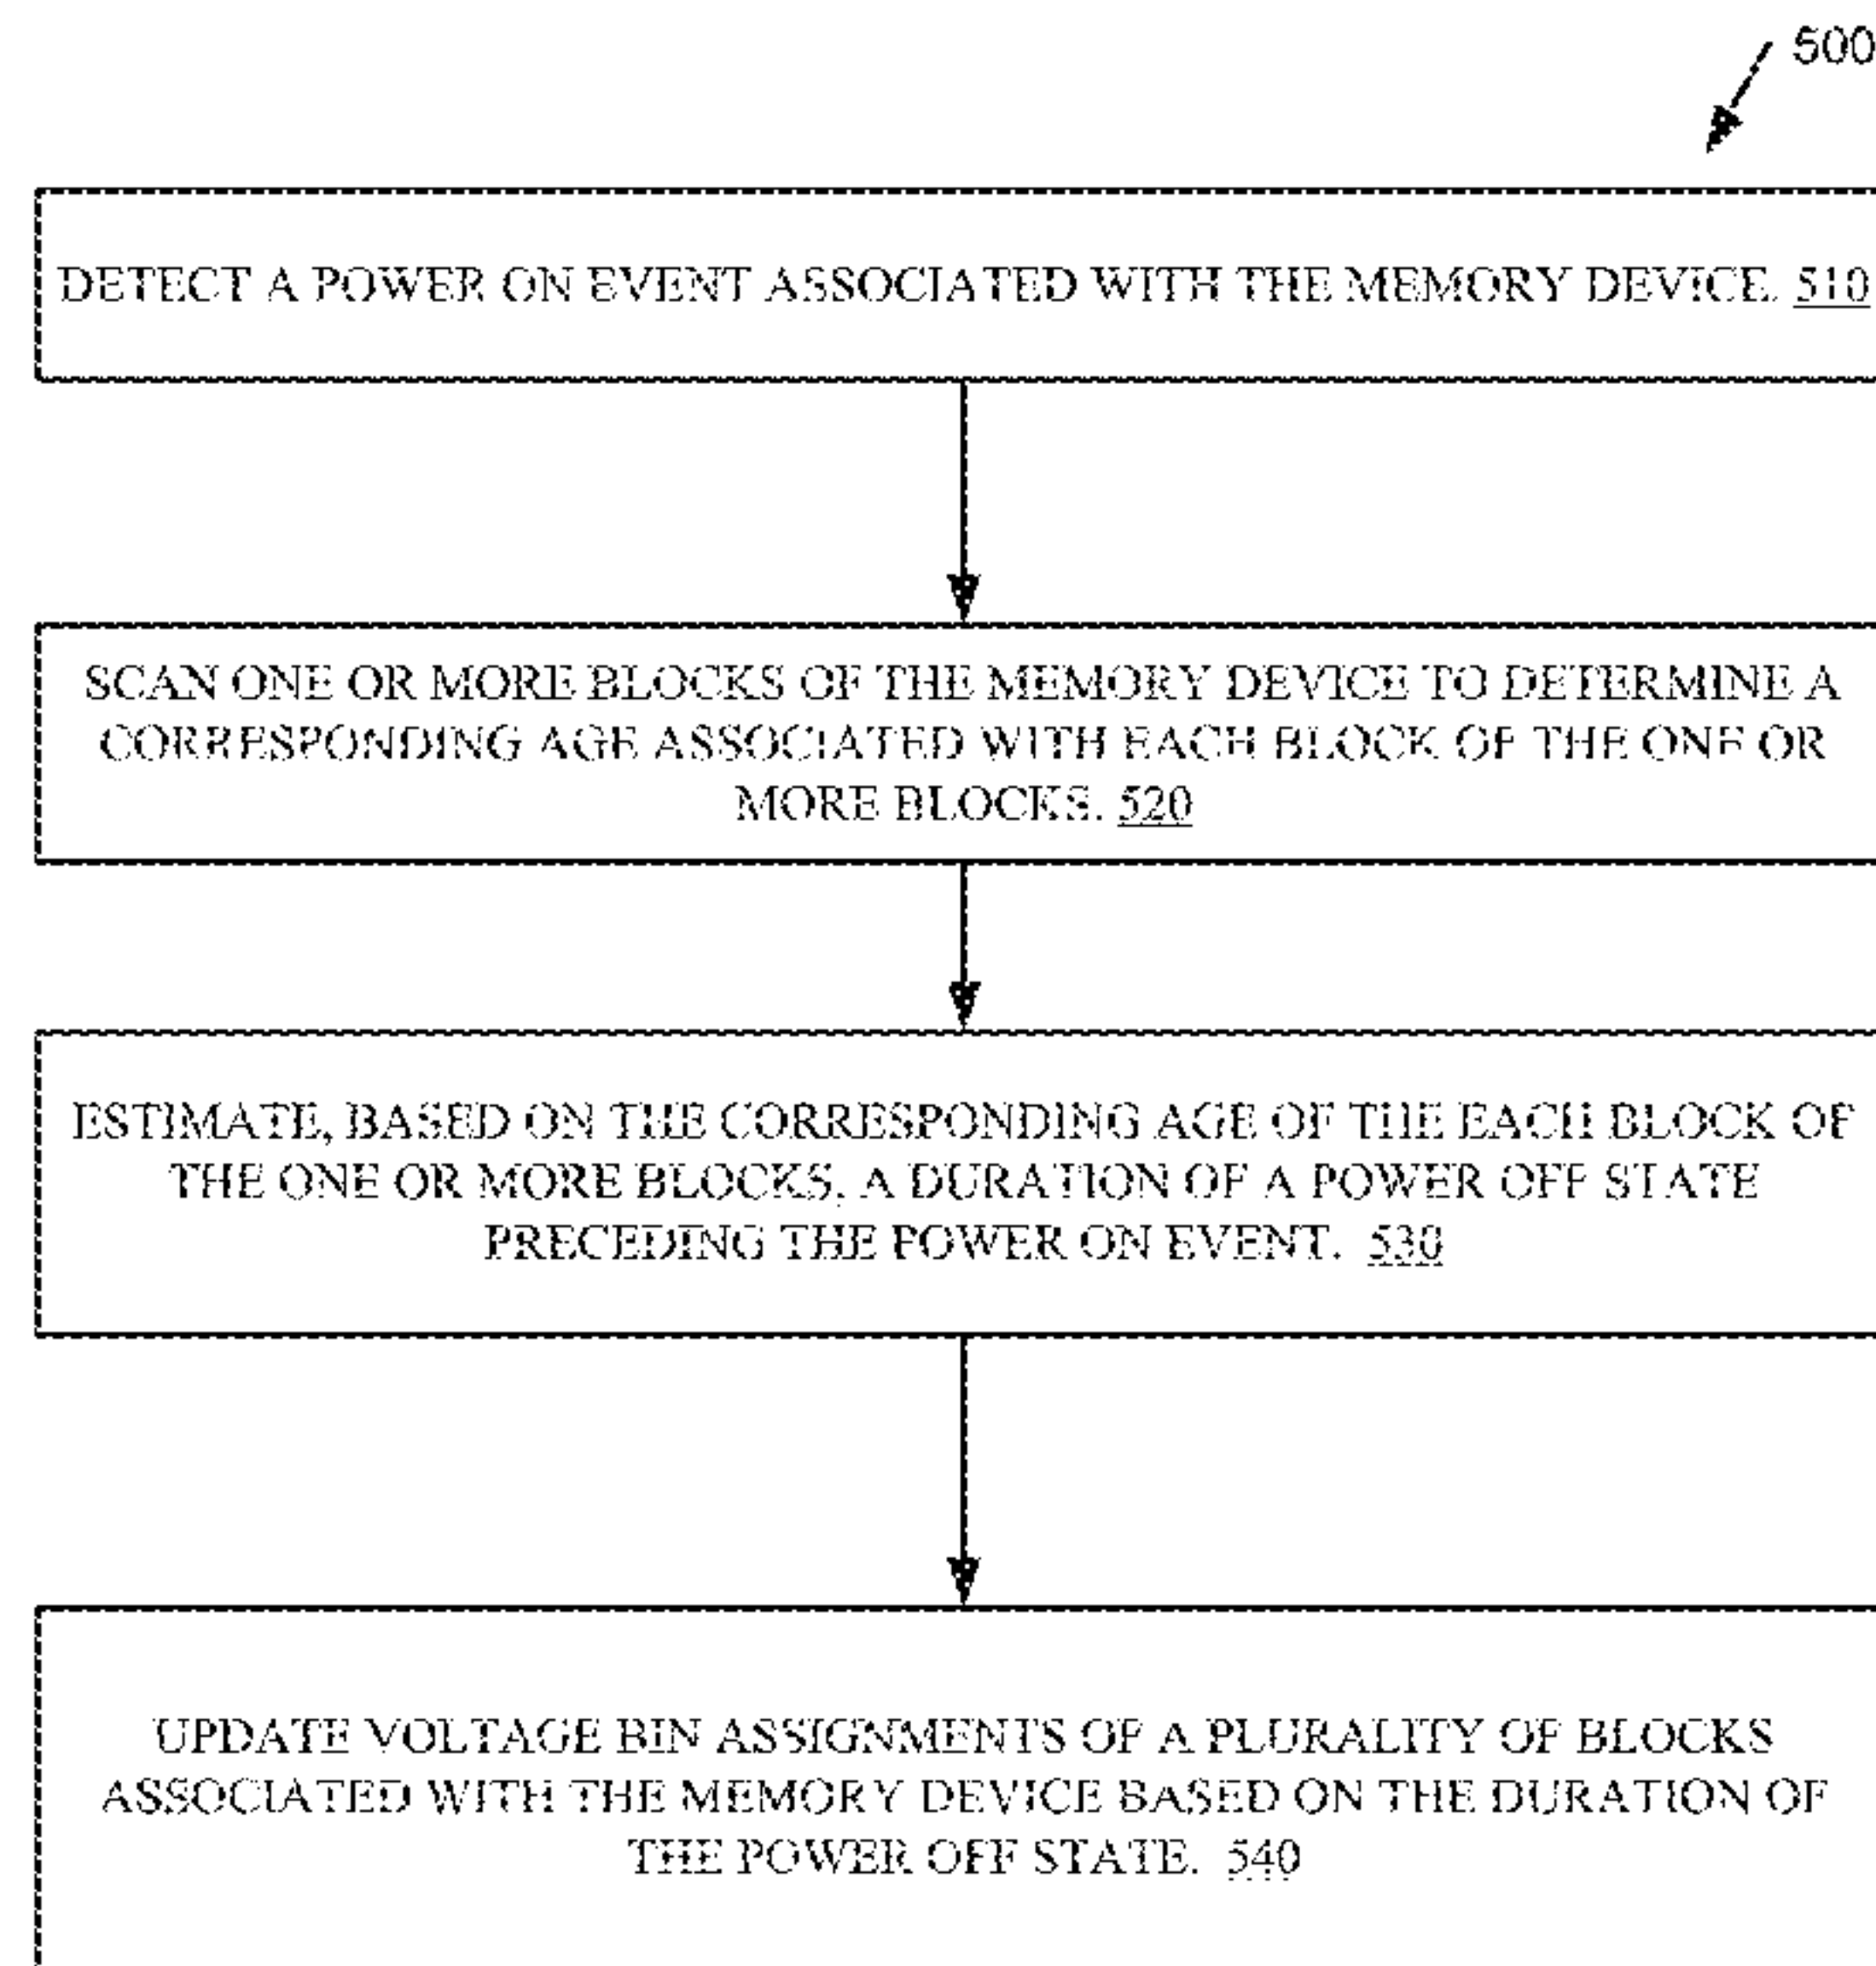 500
DETECT A POWER ON EVENT ASSOCIATED WITH THE MEMORY DEVICE. 510
SCAN ONE OR MORE BLOCKS OF THE MEMORY DEVICE TO DETERMINE A
CORRESPONDING AGE ASSOCIATED WITH EACH BLOCK OF THE ONE OR
MORE BLOCKS. 520
ESTIMATE, BASED ON THE CORRESPONDING AGE OF THE EACH BLOCK OF
THE ONE OR MORE BLOCKS, A DURATION OF A POWER OFF STATE
PRECEDING THE POWER ON EVENT. 530
UPDATE VOLTAGE BIN ASSIGNMENTS OF A PLURALITY OF BLOCKS
ASSOCIATED WITH THE MEMORY DEVICE BASED ON THE DURATION OF
THE POWER OFF STATE. 540